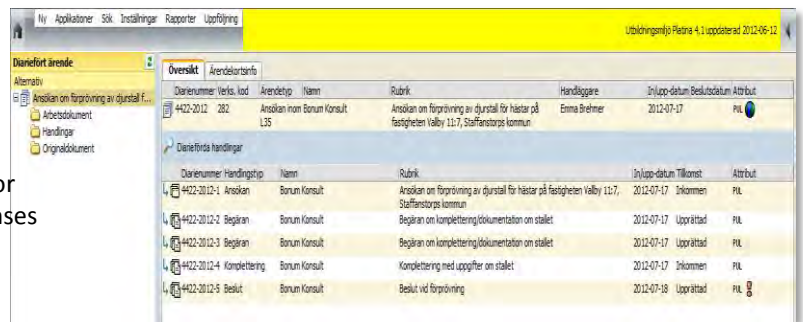 Ny Applikationer Sök Inställningar Rapporter Uppföljning
Utbildningsmiljö Platina 4,1 uppdaterad 2012-06-12
Diariefört ärende
Alternativ
Ansökan om förprövning av djurstall f...
Arbetsdokument
Handlingar
Originaldokument
or
ases
Översikt Ärendekortsinfo
Diarienummer Verks. kod Ärendetyp Namn Rubrik Handläggare In/upp-datum Beslutsdatum Attribut
4422-2012 282 Ansökan inom Bonum Konsult Ansökan om förprövning av djurstall för hästar på Emma Brehmer 2012-07-17 PUL
L35 fastigheten Vallby 11:7, Staffanstorps kommun
Diarieförda handlingar
Diarienummer Handlingstyp Namn Rubrik In/upp-datum Tillkomst Attribut
4422-2012-1 Ansökan Bonum Konsult Ansökan om förprövning av djurstall för hästar på fastigheten Vallby 11:7, 2012-07-17 Inkommen PUL
Staffanstorps kommun
4422-2012-2 Begäran Bonum Konsult Begäran om komplettering/dokumentation om stallet 2012-07-17 Upprättad PUL
4422-2012-3 Begäran Bonum Konsult Begäran om komplettering/dokumentation om stallet 2012-07-17 Upprättad PUL
4422-2012-4 Komplettering Bonum Konsult Komplettering med uppgifter om stallet 2012-07-17 Inkommen PUL
4422-2012-5 Beslut Bonum Konsult Beslut vid förprövning 2012-07-18 Upprättad PUL